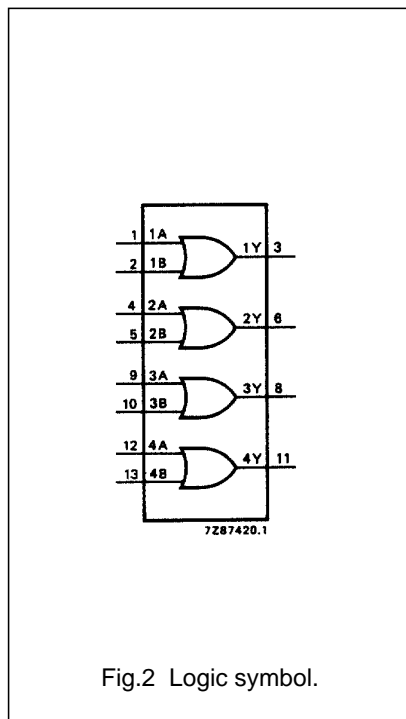 1 1A 1Y 3
2 1B
4 2A 2Y 6
5 2B
9 3A 3Y 8
10 3B
12 4A 4Y 11
13 4B
7Z87420.1
Fig.2 Logic symbol.